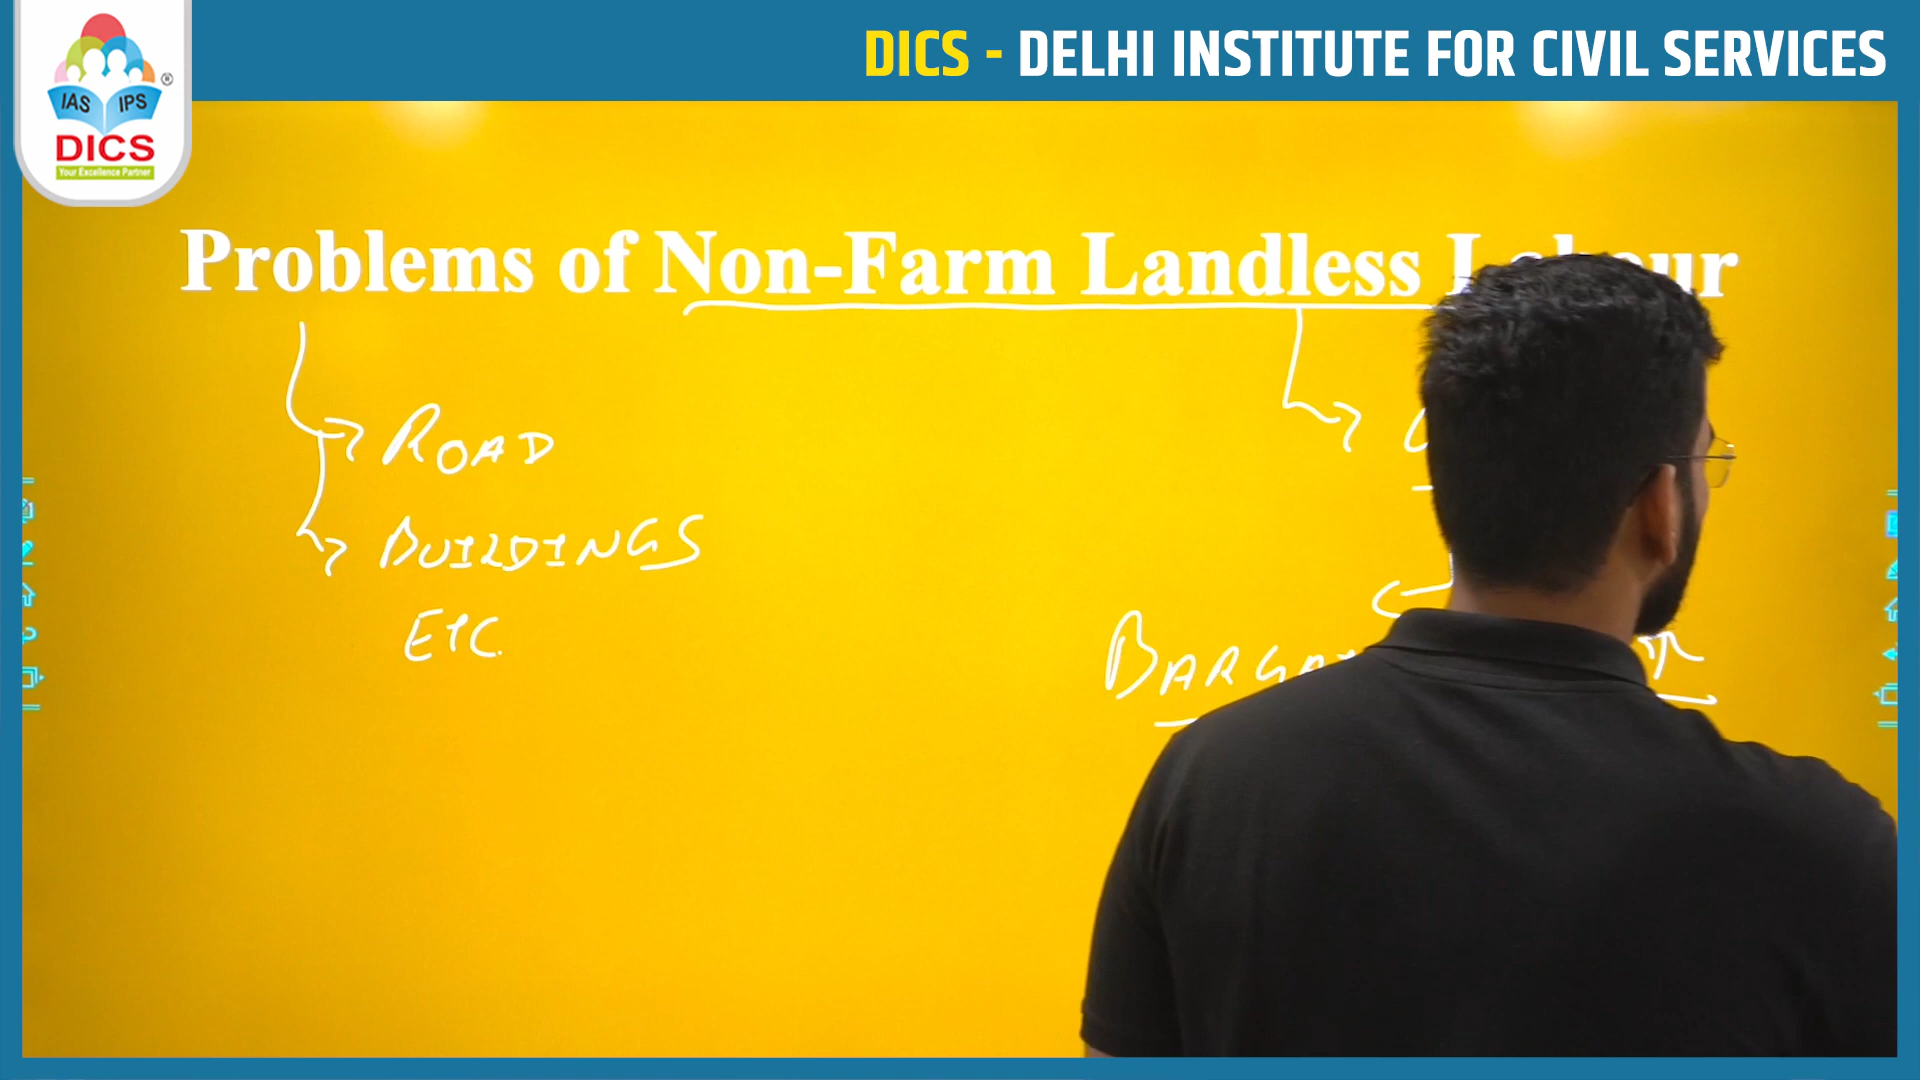 DICS - DELHI INSTITUTE FOR CIVIL SERVICES
IAS IPS
DICS
Your Excellence Partner
Problems of Non-Farm Landless Labour
ROAD
BUILDINGS
ETC.